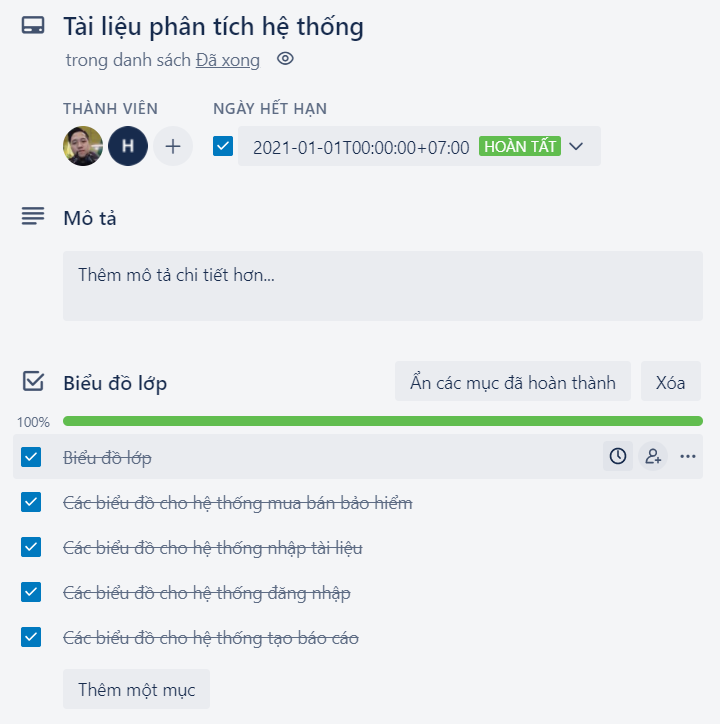 Tài liệu phân tích hệ thống
trong danh sách Đã xong
THÀNH VIÊN
NGÀY HẾT HẠN
H
2021-01-01T00:00:00+07:00 HOÀN TẤT
Mô tả
Thêm mô tả chi tiết hơn...
Biểu đồ lớp
Ẩn các mục đã hoàn thành
Xóa
100%
Biểu đồ lớp
Các biểu đồ cho hệ thống mua bán bảo hiểm
Các biểu đồ cho hệ thống nhập tài liệu
Các biểu đồ cho hệ thống đăng nhập
Các biểu đồ cho hệ thống tạo báo cáo
Thêm một mục